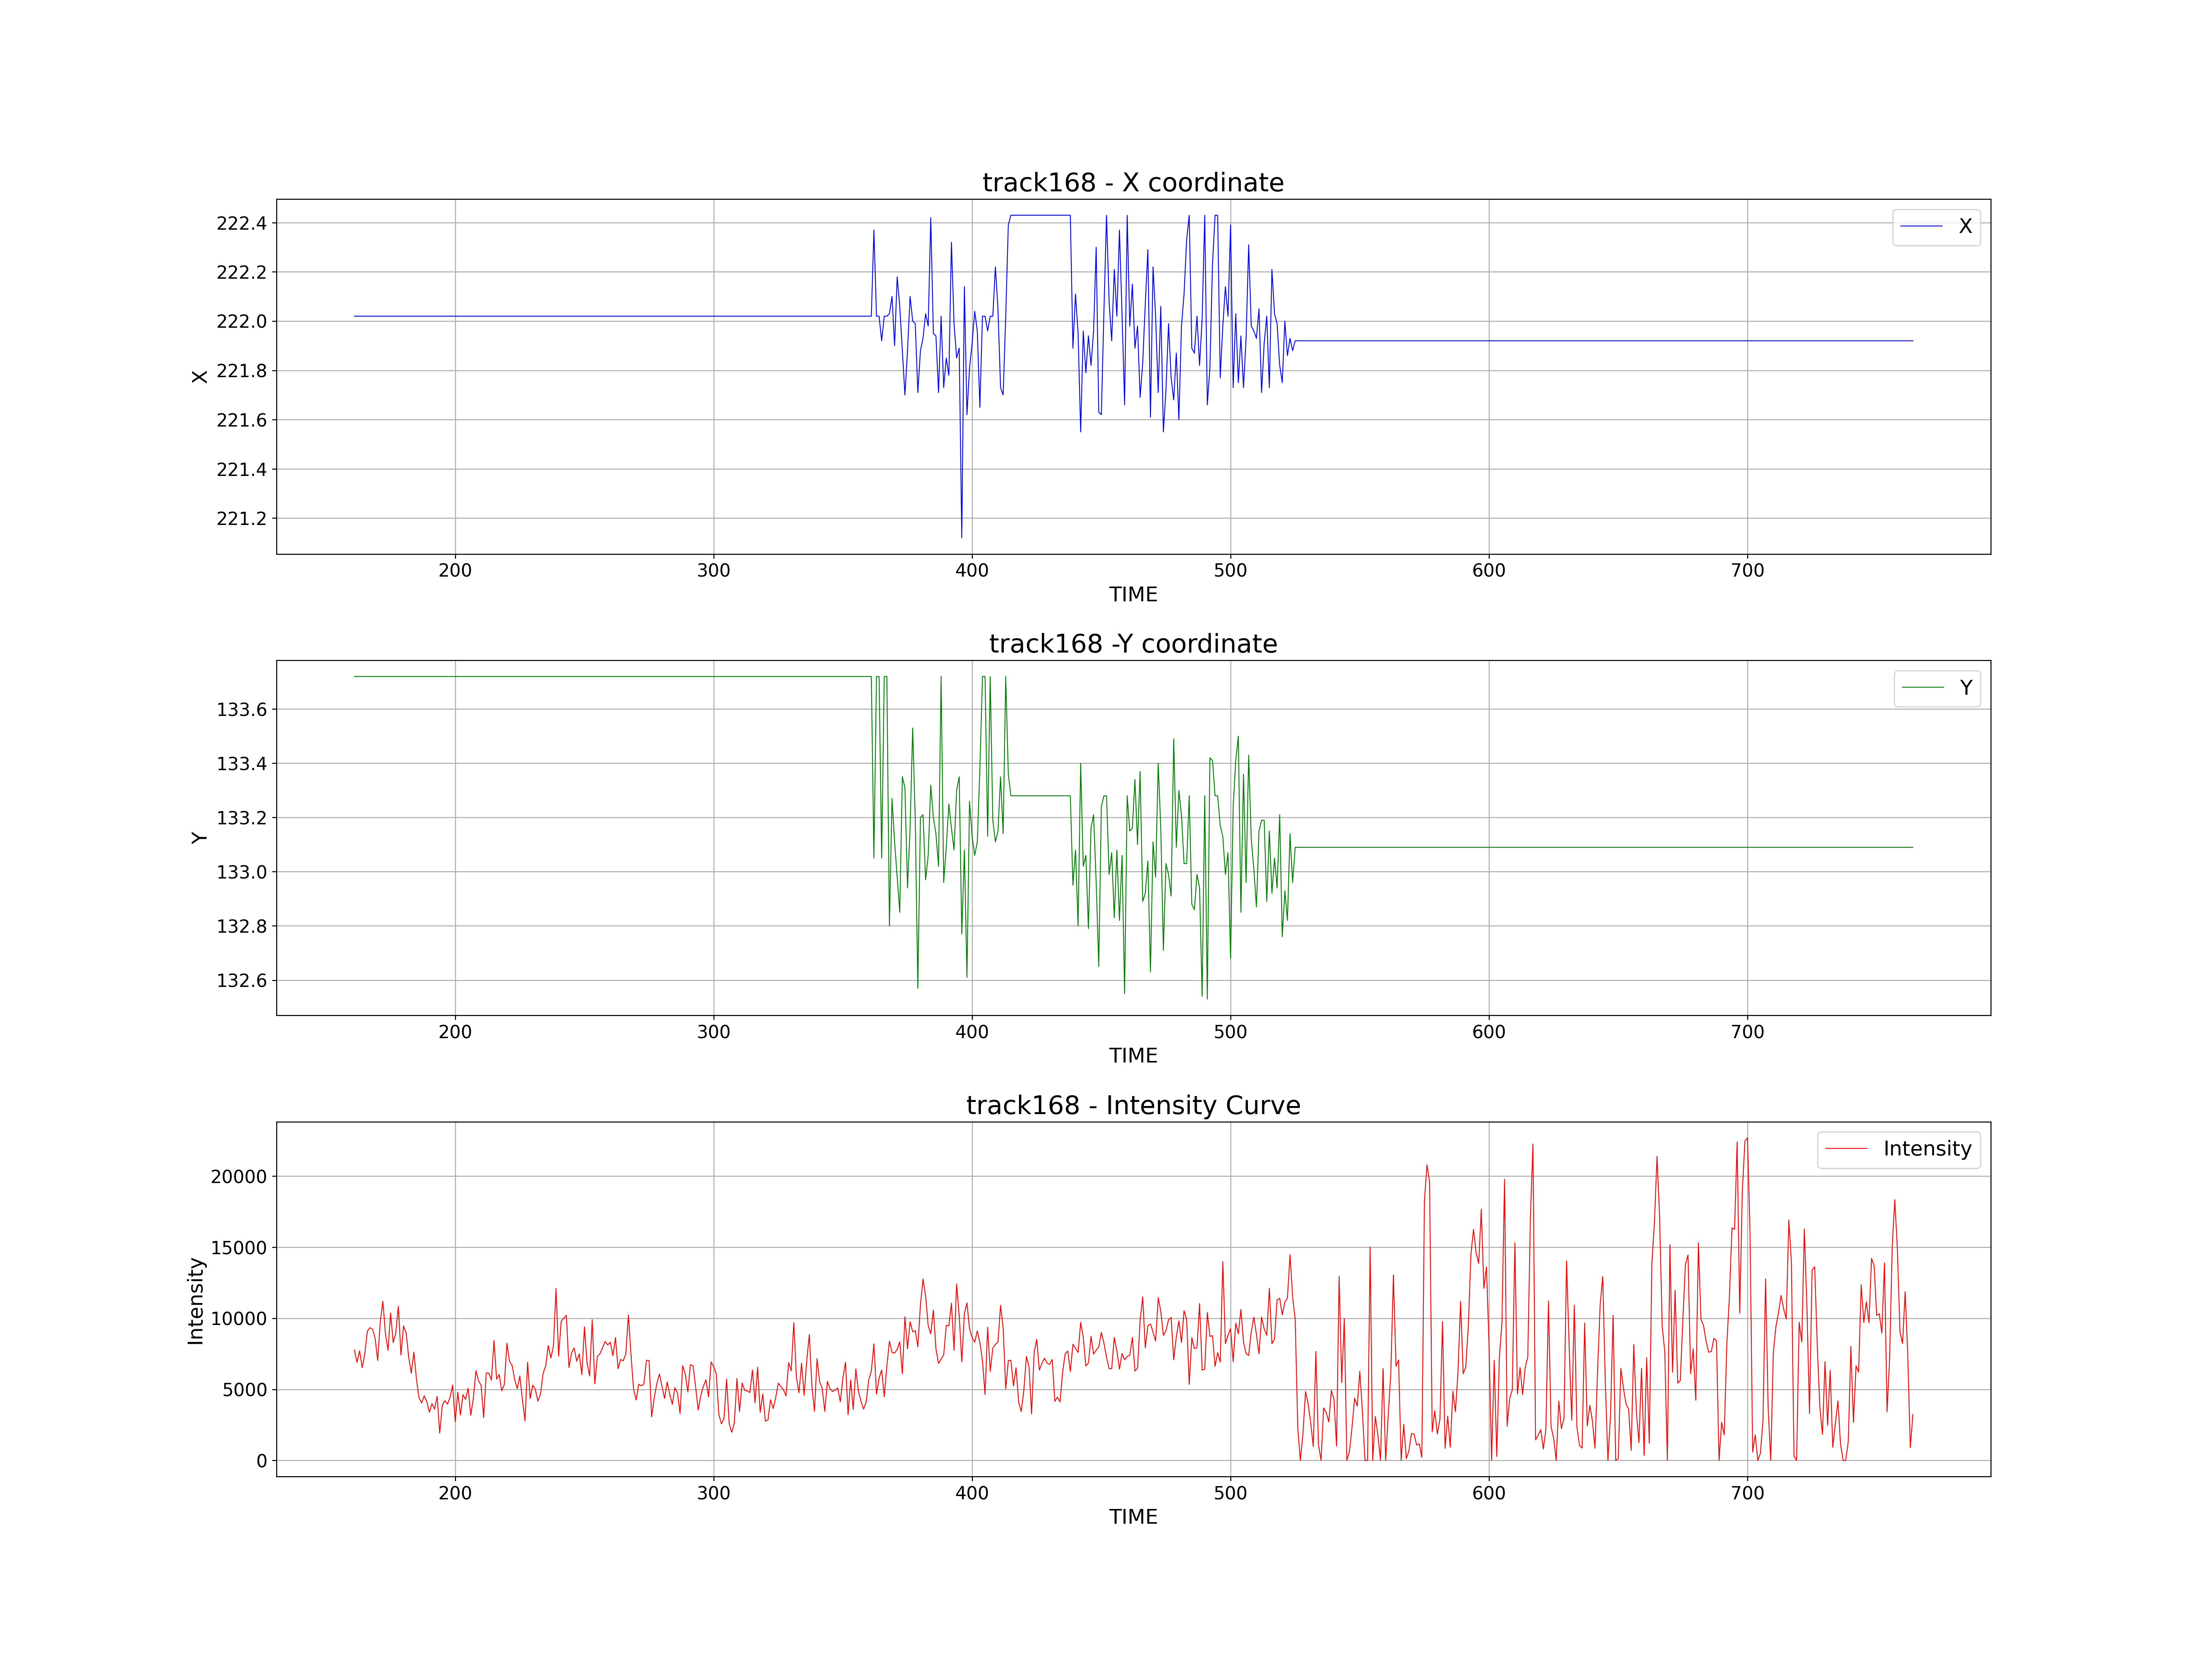 track168 - X coordinate
X
222.4
222.2
222.0
221.8
221.6
221.4
221.2
X
200 300 400 500 600 700
TIME
track168 -Y coordinate
Y
133.6
133.4
133.2
133.0
132.8
132.6
Y
200 300 400 500 600 700
TIME
track168 - Intensity Curve
Intensity
20000
15000
10000
5000
0
Intensity
200 300 400 500 600 700
TIME